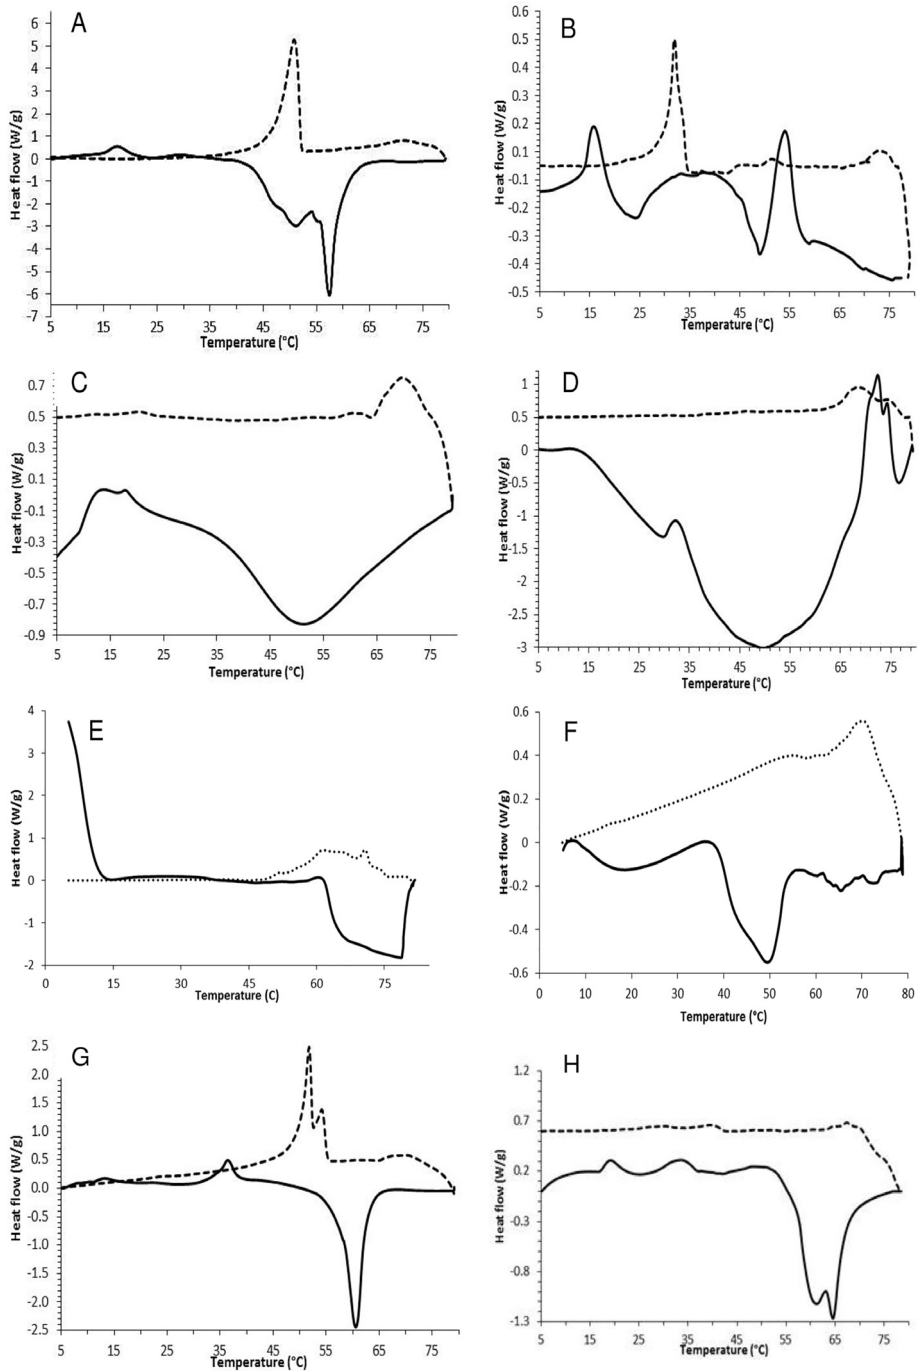 A
Heat flow (W/g)
6
5
4
3
2
1
0
-1
-2
-3
-4
-5
-6
-7
5 15 25 35 45 55 65 75
Temperature (°C)
B
Heat flow (W/g)
0.6
0.5
0.4
0.3
0.2
0.1
-0.1
-0.2
-0.3
-0.4
-0.5
5 15 25 35 45 55 65 75
Temperature (°C)
C
Heat flow (W/g)
0.7
0.5
0.3
0.1
-0.1
-0.3
-0.5
-0.7
-0.9
5 15 25 35 45 55 65 75
Temperature (°C)
D
Heat flow (W/g)
1
0.5
0
-0.5
-1
-1.5
-2
-2.5
-3
5 15 25 35 45 55 65 75
Temperature (°C)
E
Heat flow (W/g)
4
3
2
1
0
-1
-2
0 15 30 45 60 75
Temperature (C)
F
Heat flow (W/g)
0.6
0.4
0.2
0
-0.2
-0.4
-0.6
0 10 20 30 40 50 60 70 80
Temperature (°C)
G
Heat flow (W/g)
2.5
2.0
1.5
1.0
0.5
0.0
-0.5
-1.0
-1.5
-2.0
-2.5
5 15 25 35 45 55 65 75
Temperature (°C)
H
Heat flow (W/g)
1.2
0.7
0.2
-0.3
-0.8
-1.3
5 15 25 35 45 55 65 75
Temperature (°C)